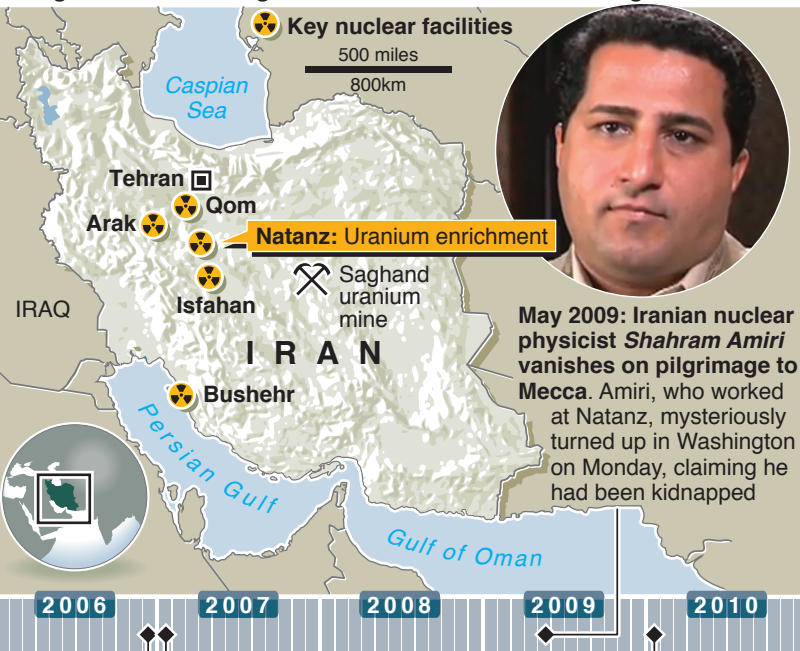 Key nuclear facilities
500 miles
800km
Caspian
Sea
Tehran
Qom
Arak
Natanz: Uranium enrichment
Isfahan
Saghand
uranium
mine
IRAQ
IRAN
Bushehr
Persian Gulf
Gulf of Oman
May 2009: Iranian nuclear
physicist Shahram Amiri
vanishes on pilgrimage to
Mecca. Amiri, who worked
at Natanz, mysteriously
turned up in Washington
on Monday, claiming he
had been kidnapped
2006
2007
2008
2009
2010